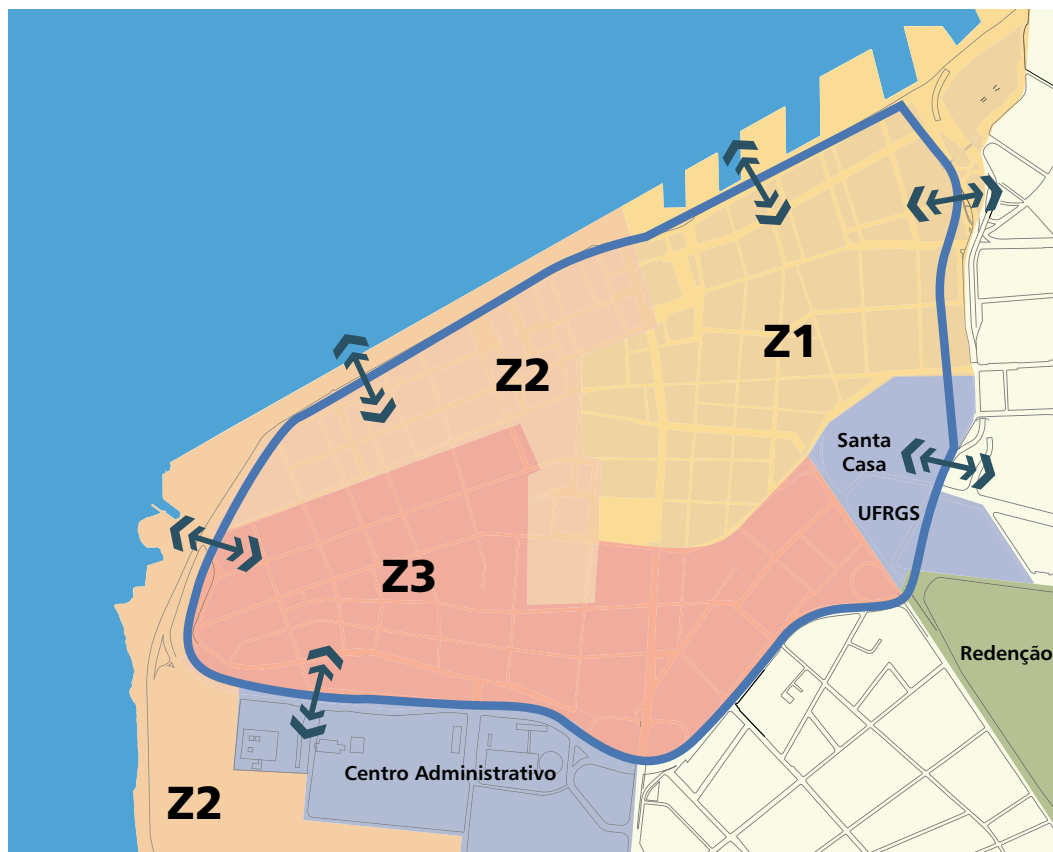 Z1
Z2
Santa
Casa
UFRGS
Z3
Redenção
Centro Administrativo
Z2